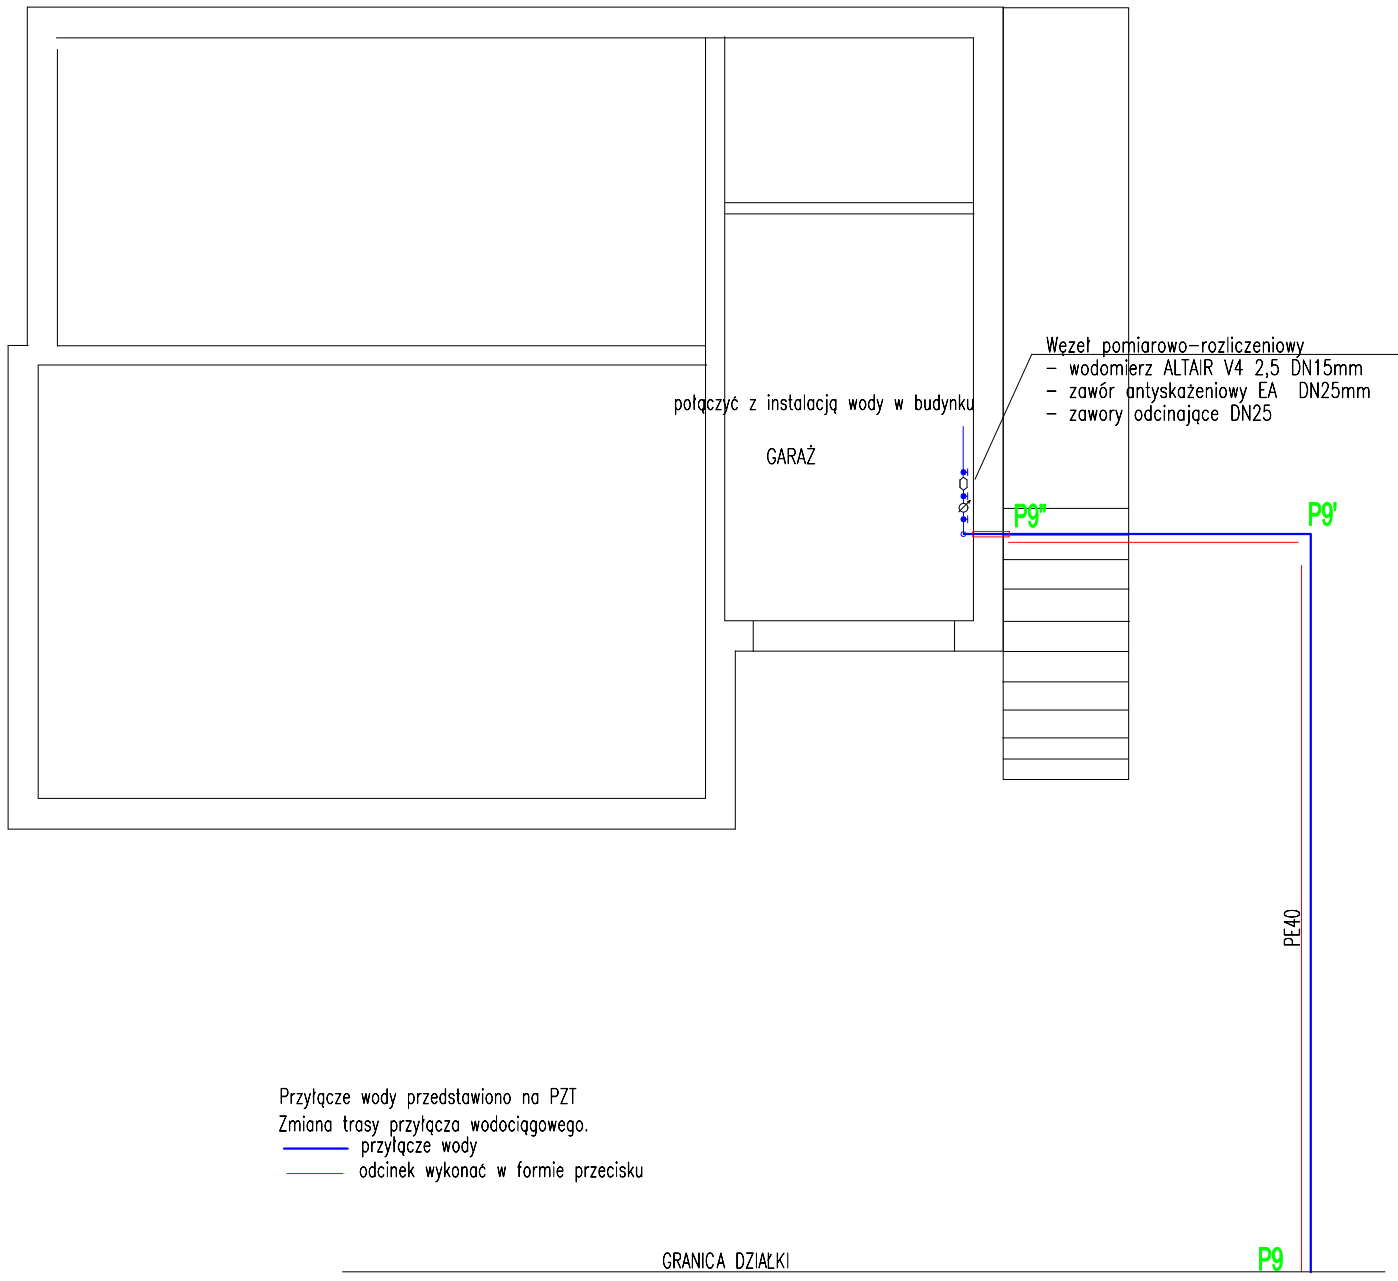 Węzeł pomiarowo-rozliczeniowy
- wodomierz ALTAIR V4 2,5 DN15mm
- zawór antyskażeniowy EA DN25mm
- zawory odcinające DN25
połączyć z instalacją wody w budynku
GARAŻ
P9"
P9'
PE40
Przyłącze wody przedstawiono na PZT
Zmiana trasy przyłącza wodociągowego.
przyłącze wody
odcinek wykonać w formie przecisku
GRANICA DZIAŁKI
P9